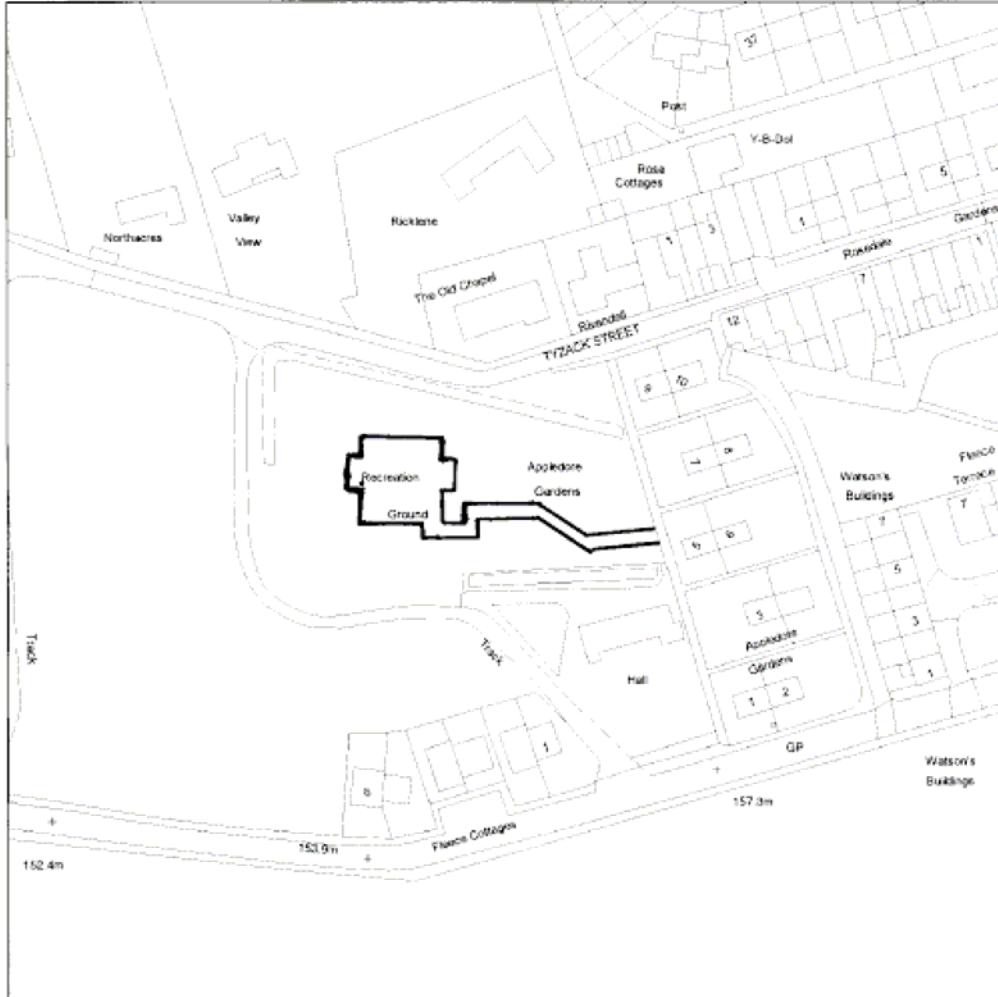 37
Post
Y-B-Dol
Rose
Cottages
5
Valley
View
Ricklene
Northacres
1
3
1
Gardens
Rosedale
7
1
The Old Chapel
Rivendell
TYZACK STREET
12
9
10
7
8
Recreation
Ground
Appledore
Gardens
Watson's
Buildings
Fleece
Terrace
7
7
5
6
5
3
3
1
Appledore
Gardens
1
2
Track
Track
Hall
1
8
GP
Watson's
Buildings
157.3m
Fleece Cottages
153.9m
152.4m